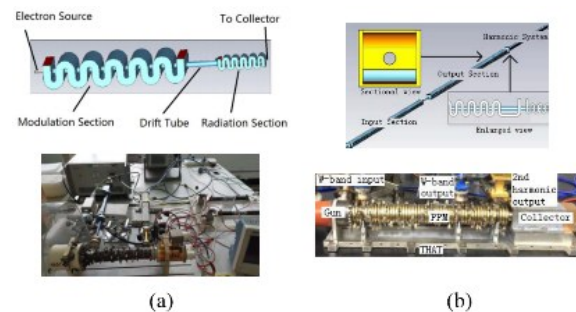 Electron Source
To Collector
Modulation Section
Drift Tube
Radiation Section
Harmonic System
Sectional view
Output Section
Input Section
Enlarged view
W-band input
W-band output
2nd harmonic output
Gun
PPM
Collector
THAT
(a)
(b)